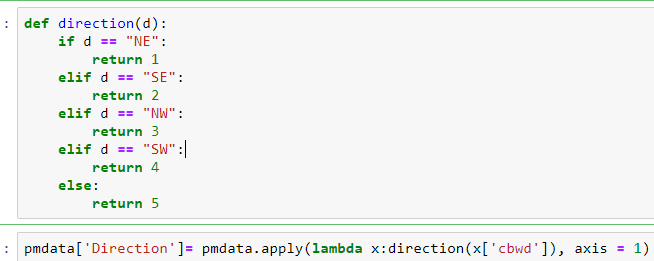 : def direction(d):
if d == "NE":
return 1
elif d == "SE":
return 2
elif d == "NW":
return 3
elif d == "SW":
return 4
else:
return 5
: pmdata['Direction']= pmdata.apply(lambda x:direction(x['cbwd']), axis = 1)